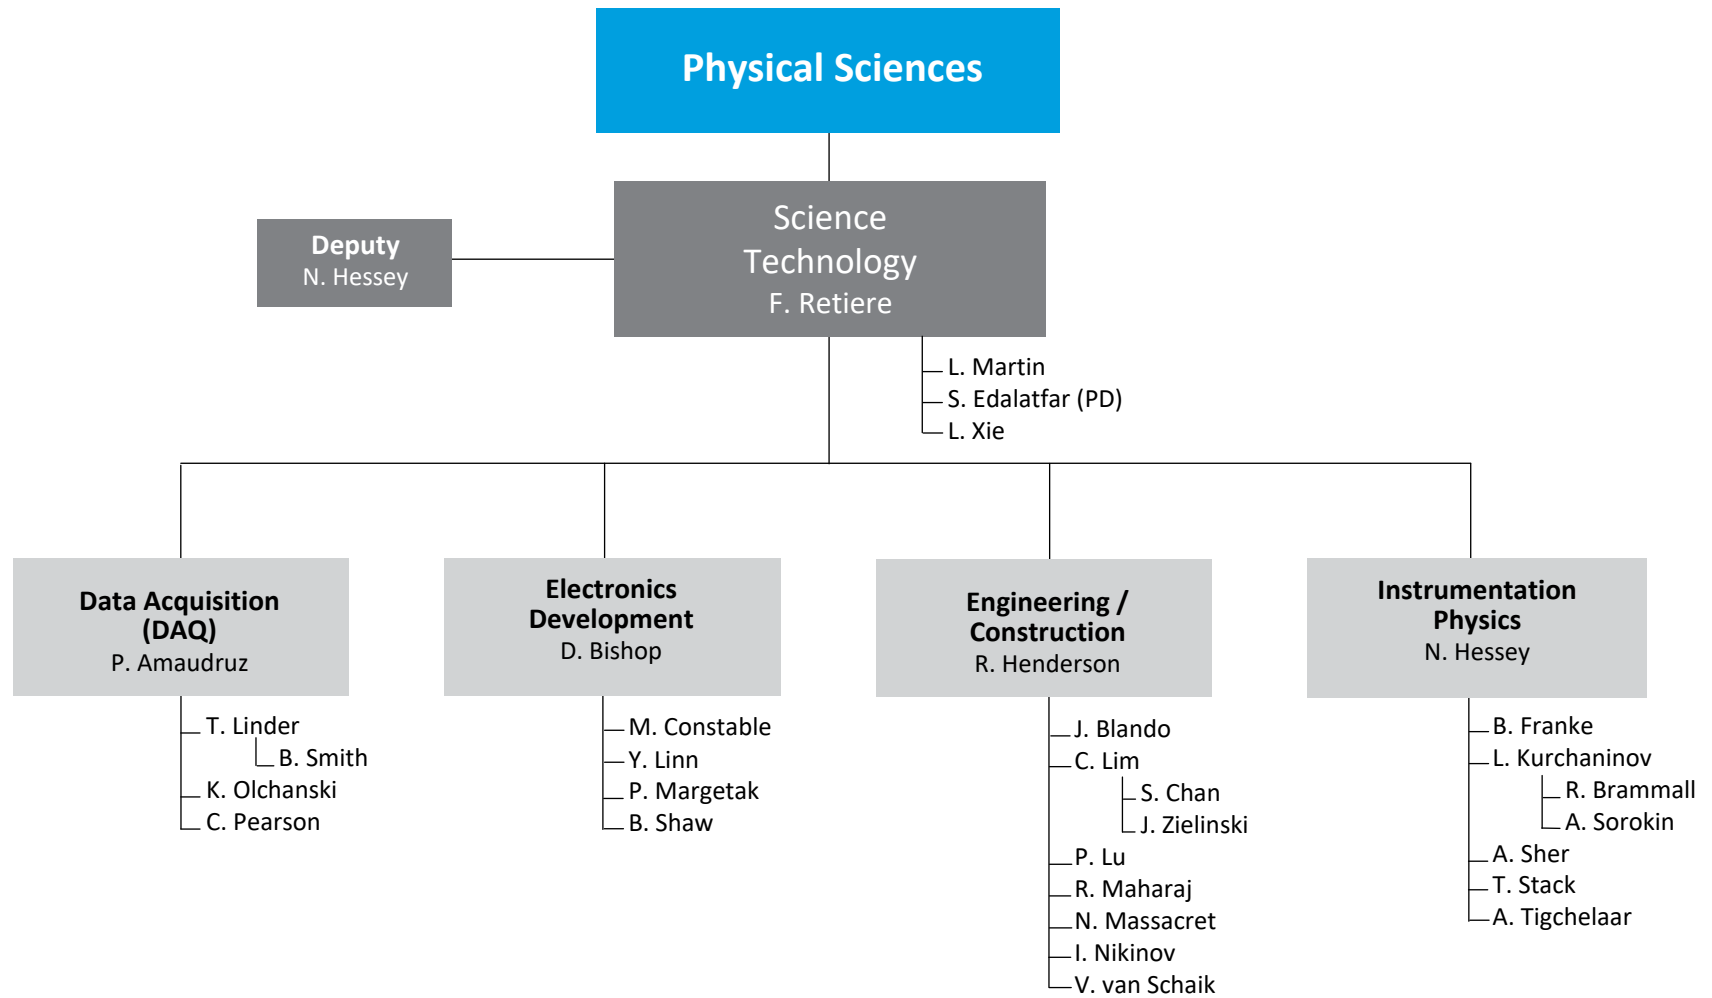 Physical Sciences
Science
Technology
F. Retiere
Deputy
N. Hessey
L. Martin
S. Edalatfar (PD)
L. Xie
Data Acquisition
(DAQ)
P. Amaudruz
T. Linder
B. Smith
K. Olchanski
C. Pearson
Electronics
Development
D. Bishop
M. Constable
Y. Linn
P. Margetak
B. Shaw
Engineering /
Construction
R. Henderson
J. Blando
C. Lim
S. Chan
J. Zielinski
P. Lu
R. Maharaj
N. Massacret
I. Nikinov
V. van Schaik
Instrumentation
Physics
N. Hessey
B. Franke
L. Kurchaninov
R. Brammall
A. Sorokin
A. Sher
T. Stack
A. Tigchelaar